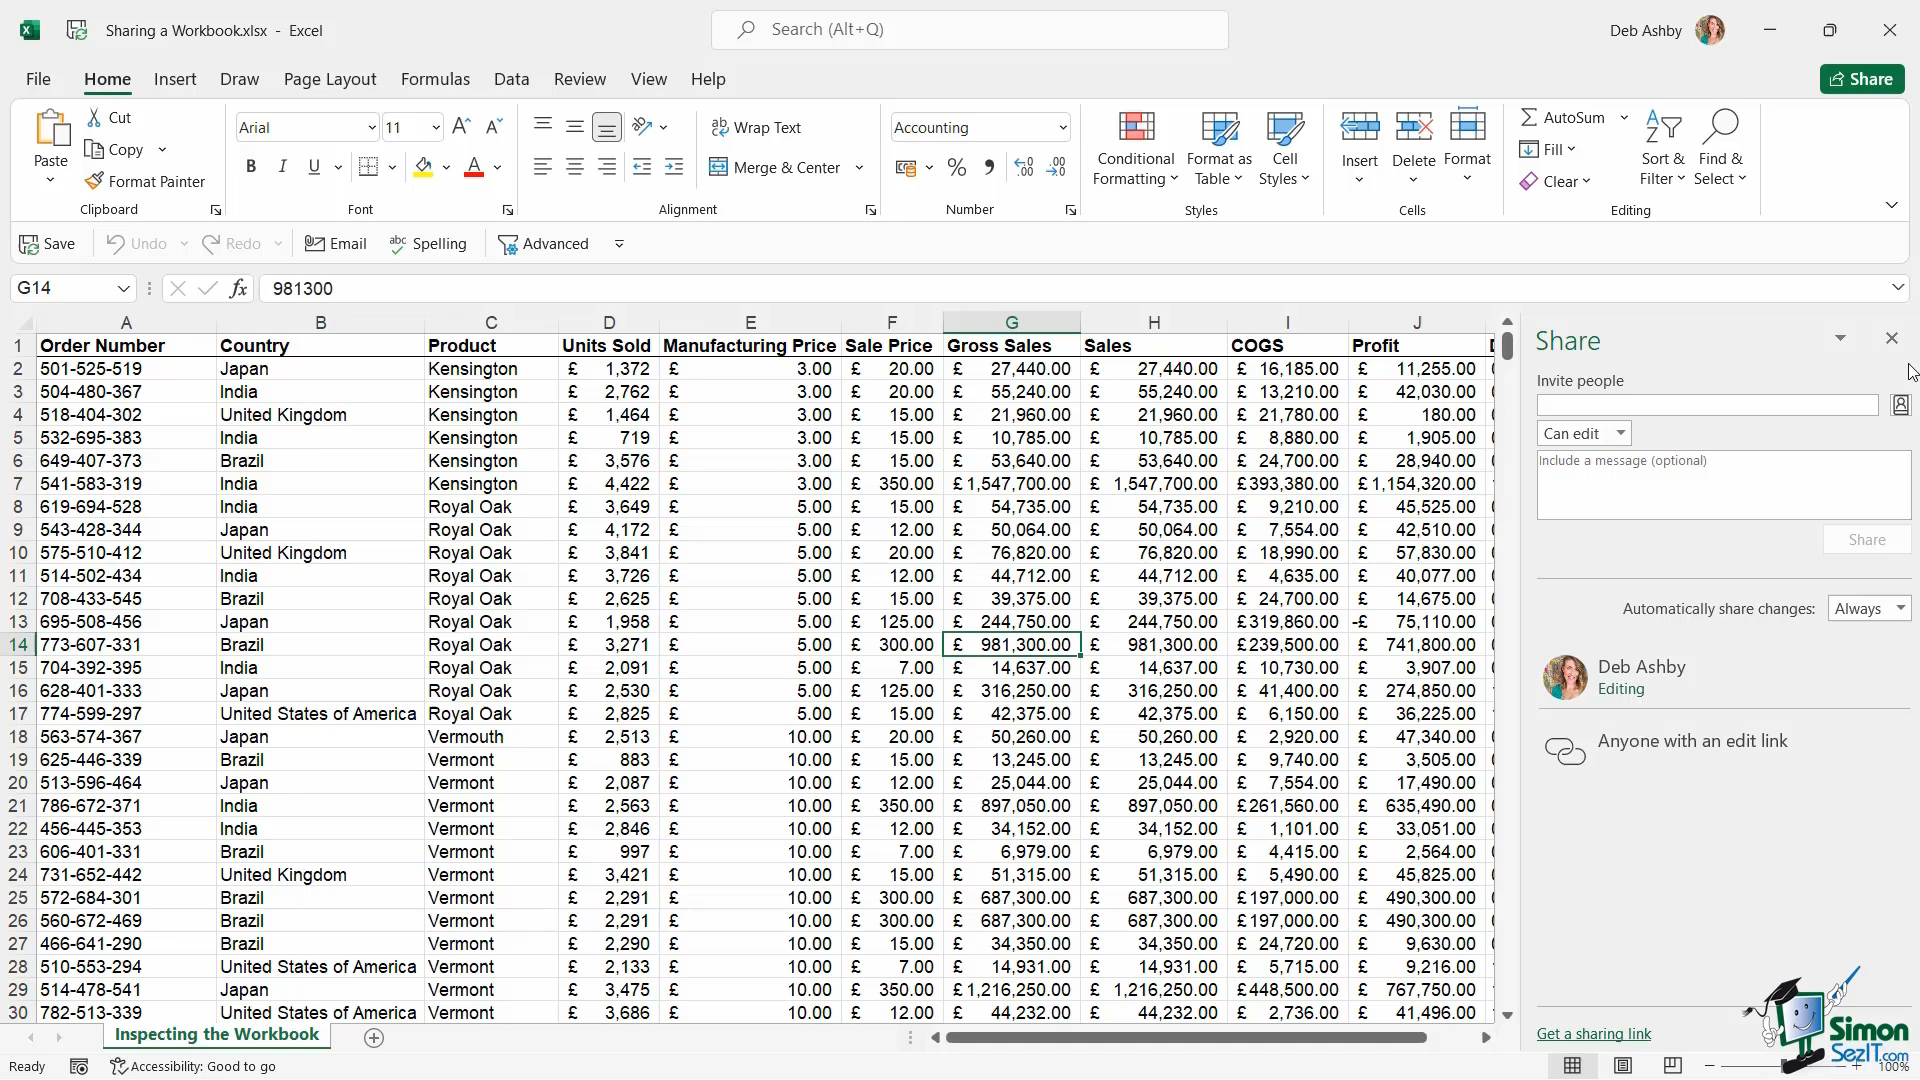 Sharing a Workbook.xlsx - Excel
Search (Alt+Q)
Deb Ashby
File Home Insert Draw Page Layout Formulas Data Review View Help
Share
Paste
Cut
Copy
Format Painter
Clipboard
Arial 11
B I U A
Font
Wrap Text
Merge & Center
Alignment
Accounting
Number
Conditional Formatting
Format as Table
Cell Styles
Styles
Insert Delete Format
Cells
AutoSum
Fill
Clear
Sort & Filter
Find & Select
Editing
Save Undo Redo Email Spelling Advanced
G14 fx 981300
A B C D E F G H I J
1 Order Number Country Product Units Sold Manufacturing Price Sale Price Gross Sales Sales COGS Profit
2 501-525-519 Japan Kensington £ 1,372 £ 3.00 £ 20.00 £ 27,440.00 £ 27,440.00 £ 16,185.00 £ 11,255.00
3 504-480-367 India Kensington £ 2,762 £ 3.00 £ 20.00 £ 55,240.00 £ 55,240.00 £ 13,210.00 £ 42,030.00
4 518-404-302 United Kingdom Kensington £ 1,464 £ 3.00 £ 15.00 £ 21,960.00 £ 21,960.00 £ 21,780.00 £ 180.00
5 532-695-383 India Kensington £ 719 £ 3.00 £ 15.00 £ 10,785.00 £ 10,785.00 £ 8,880.00 £ 1,905.00
6 649-407-373 Brazil Kensington £ 3,576 £ 3.00 £ 15.00 £ 53,640.00 £ 53,640.00 £ 24,700.00 £ 28,940.00
7 541-583-319 India Kensington £ 4,422 £ 3.00 £ 350.00 £ 1,547,700.00 £ 1,547,700.00 £393,380.00 £ 1,154,320.00
8 619-694-528 India Royal Oak £ 3,649 £ 5.00 £ 15.00 £ 54,735.00 £ 54,735.00 £ 9,210.00 £ 45,525.00
9 543-428-344 Japan Royal Oak £ 4,172 £ 5.00 £ 12.00 £ 50,064.00 £ 50,064.00 £ 7,554.00 £ 42,510.00
10 575-510-412 United Kingdom Royal Oak £ 3,841 £ 5.00 £ 20.00 £ 76,820.00 £ 76,820.00 £ 18,990.00 £ 57,830.00
11 514-502-434 India Royal Oak £ 3,726 £ 5.00 £ 12.00 £ 44,712.00 £ 44,712.00 £ 4,635.00 £ 40,077.00
12 708-433-545 Brazil Royal Oak £ 2,625 £ 5.00 £ 15.00 £ 39,375.00 £ 39,375.00 £ 24,700.00 £ 14,675.00
13 695-508-456 Japan Royal Oak £ 1,958 £ 5.00 £ 125.00 £ 244,750.00 £ 244,750.00 £319,860.00 -£ 75,110.00
14 773-607-331 Brazil Royal Oak £ 3,271 £ 5.00 £ 300.00 £ 981,300.00 £ 981,300.00 £239,500.00 £ 741,800.00
15 704-392-395 India Royal Oak £ 2,091 £ 5.00 £ 7.00 £ 14,637.00 £ 14,637.00 £ 10,730.00 £ 3,907.00
16 628-401-333 Japan Royal Oak £ 2,530 £ 5.00 £ 125.00 £ 316,250.00 £ 316,250.00 £ 41,400.00 £ 274,850.00
17 774-599-297 United States of America Royal Oak £ 2,825 £ 5.00 £ 15.00 £ 42,375.00 £ 42,375.00 £ 6,150.00 £ 36,225.00
18 563-574-367 Japan Vermouth £ 2,513 £ 10.00 £ 20.00 £ 50,260.00 £ 50,260.00 £ 2,920.00 £ 47,340.00
19 625-446-339 Brazil Vermont £ 883 £ 10.00 £ 15.00 £ 13,245.00 £ 13,245.00 £ 9,740.00 £ 3,505.00
20 513-596-464 Japan Vermont £ 2,087 £ 10.00 £ 12.00 £ 25,044.00 £ 25,044.00 £ 7,554.00 £ 17,490.00
21 786-672-371 India Vermont £ 2,563 £ 10.00 £ 350.00 £ 897,050.00 £ 897,050.00 £261,560.00 £ 635,490.00
22 456-445-353 India Vermont £ 2,846 £ 10.00 £ 12.00 £ 34,152.00 £ 34,152.00 £ 1,101.00 £ 33,051.00
23 606-401-331 Brazil Vermont £ 997 £ 10.00 £ 7.00 £ 6,979.00 £ 6,979.00 £ 4,415.00 £ 2,564.00
24 731-652-442 United Kingdom Vermont £ 3,421 £ 10.00 £ 15.00 £ 51,315.00 £ 51,315.00 £ 5,490.00 £ 45,825.00
25 572-684-301 Brazil Vermont £ 2,291 £ 10.00 £ 300.00 £ 687,300.00 £ 687,300.00 £197,000.00 £ 490,300.00
26 560-672-469 Brazil Vermont £ 2,291 £ 10.00 £ 300.00 £ 687,300.00 £ 687,300.00 £197,000.00 £ 490,300.00
27 466-641-290 Brazil Vermont £ 2,290 £ 10.00 £ 15.00 £ 34,350.00 £ 34,350.00 £ 24,720.00 £ 9,630.00
28 510-553-294 United States of America Vermont £ 2,133 £ 10.00 £ 7.00 £ 14,931.00 £ 14,931.00 £ 5,715.00 £ 9,216.00
29 514-478-541 Japan Vermont £ 3,475 £ 10.00 £ 350.00 £ 1,216,250.00 £ 1,216,250.00 £448,500.00 £ 767,750.00
30 782-513-339 United States of America Vermont £ 3,686 £ 10.00 £ 12.00 £ 44,232.00 £ 44,232.00 £ 2,736.00 £ 41,496.00
Share
Invite people
Can edit
Include a message (optional)
Share
Automatically share changes: Always
Deb Ashby
Editing
Anyone with an edit link
Get a sharing link
Simon
SezIT.com
Inspecting the Workbook
Ready Accessibility: Good to go 100%